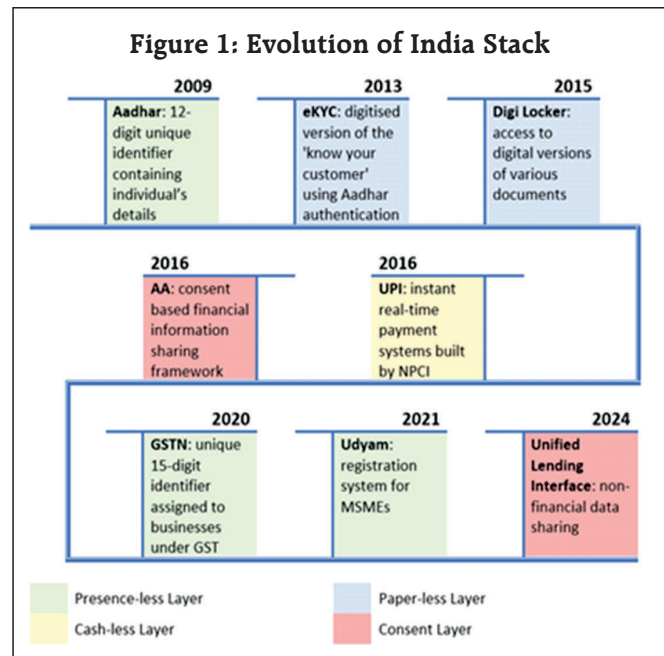 Figure 1: Evolution of India Stack
2009
Aadhar: 12-
digit unique
identifier
containing
individual's
details
2013
eKYC: digitised
version of the
'know your
customer'
using Aadhar
authentication
2015
Digi Locker:
access to
digital versions
of various
documents
2016
AA: consent
based financial
information
sharing
framework
2016
UPI: instant
real-time
payment
systems built
by NPCI
2020
GSTN: unique
15-digit
identifier
assigned to
businesses
under GST
2021
Udyam:
registration
system for
MSMEs
2024
Unified
Lending
Interface: non-
financial data
sharing
Presence-less Layer
Paper-less Layer
Cash-less Layer
Consent Layer